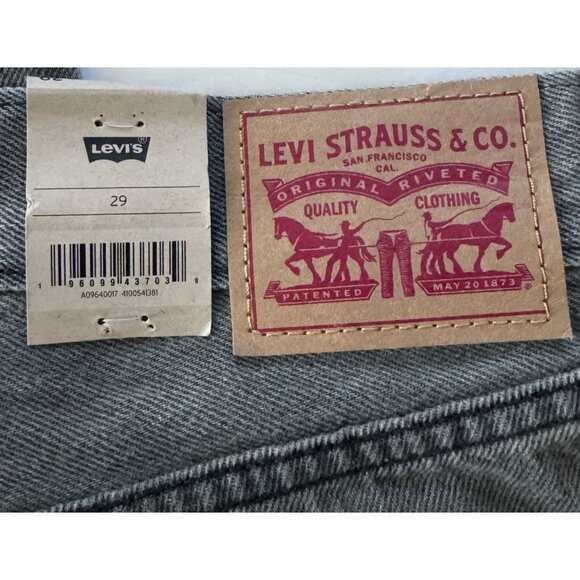 LEVI'S
29
1 96099 43703 9
A09640017 4100541381
LEVI STRAUSS & CO.
SAN FRANCISCO
CAL.
ORIGINAL RIVETED
QUALITY CLOTHING
PATENTED MAY 20 1873
®